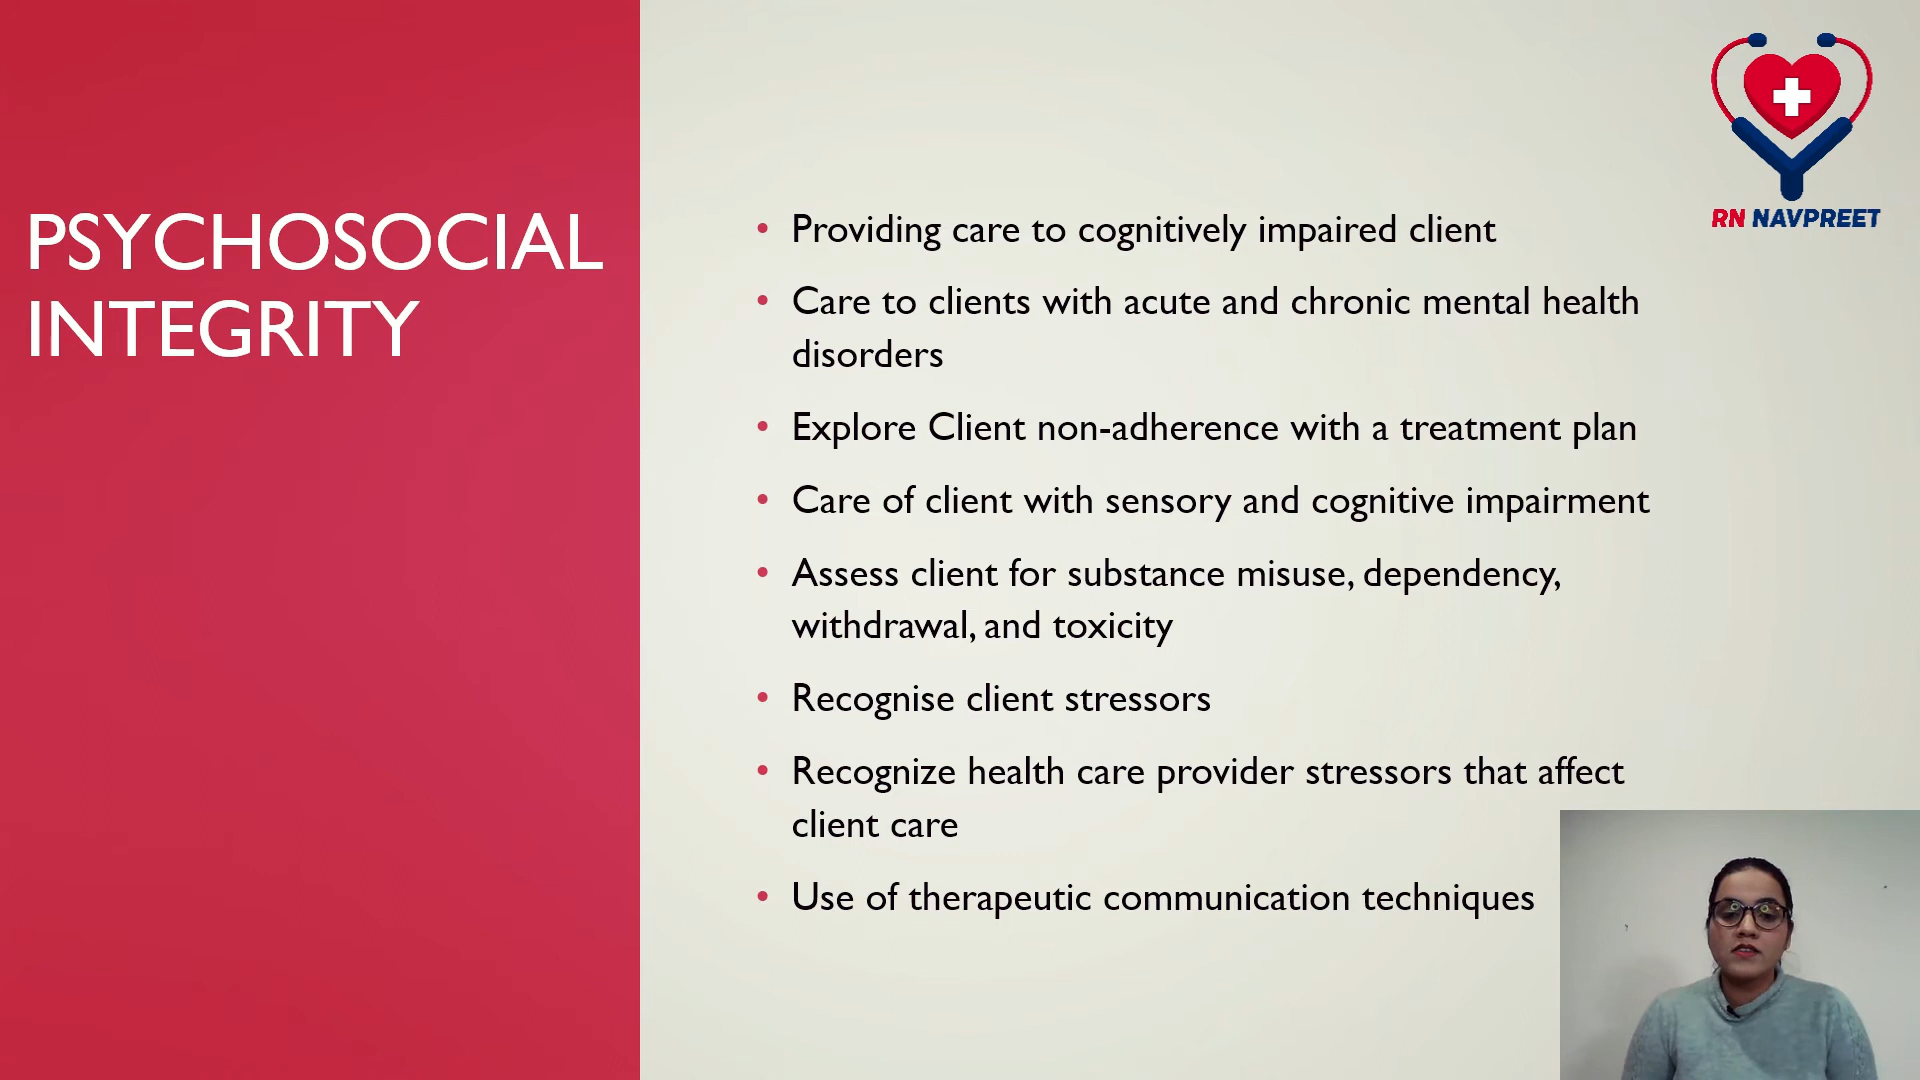 PSYCHOSOCIAL
INTEGRITY
• Providing care to cognitively impaired client
• Care to clients with acute and chronic mental health
disorders
• Explore Client non-adherence with a treatment plan
• Care of client with sensory and cognitive impairment
• Assess client for substance misuse, dependency,
withdrawal, and toxicity
• Recognise client stressors
• Recognize health care provider stressors that affect
client care
• Use of therapeutic communication techniques
RN NAVPREET